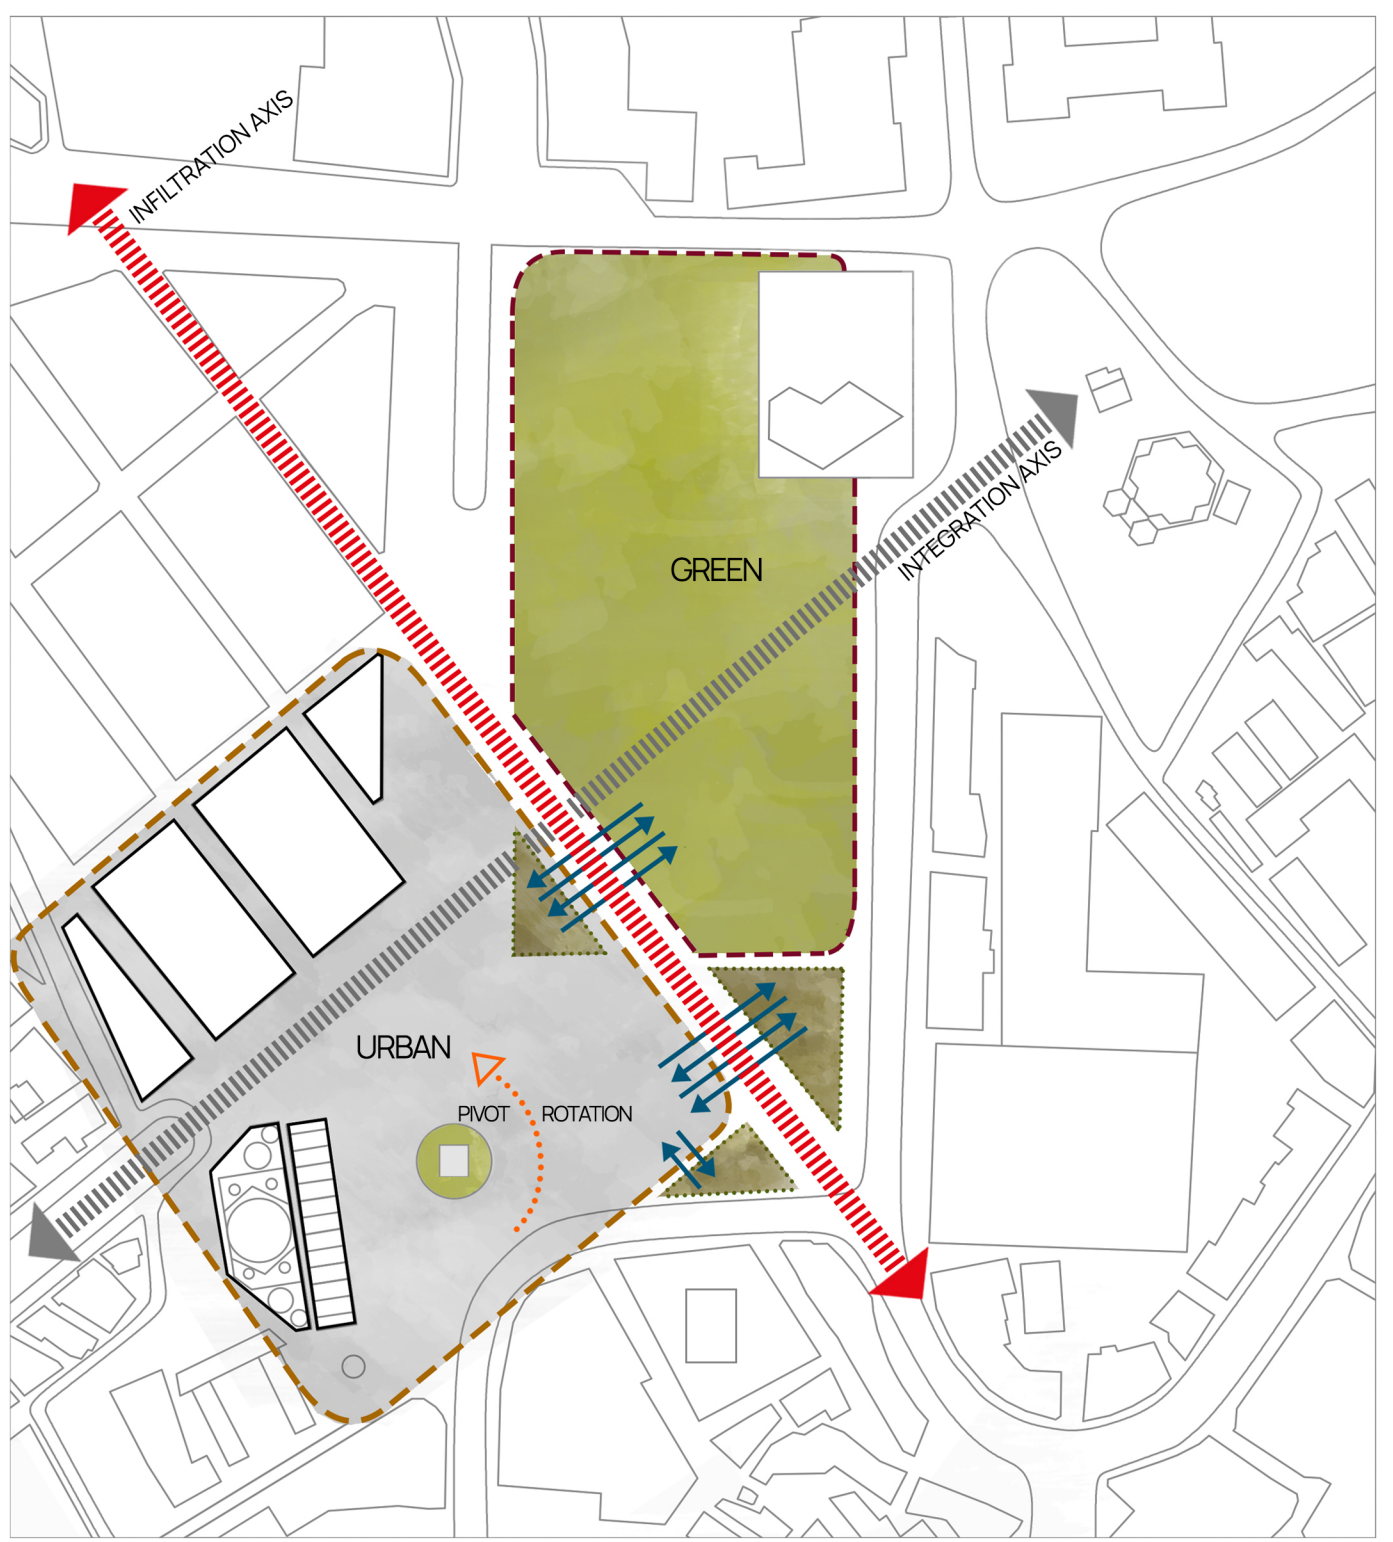 INFILTRATION AXIS
INTEGRATION AXIS
GREEN
URBAN
PIVOT ROTATION